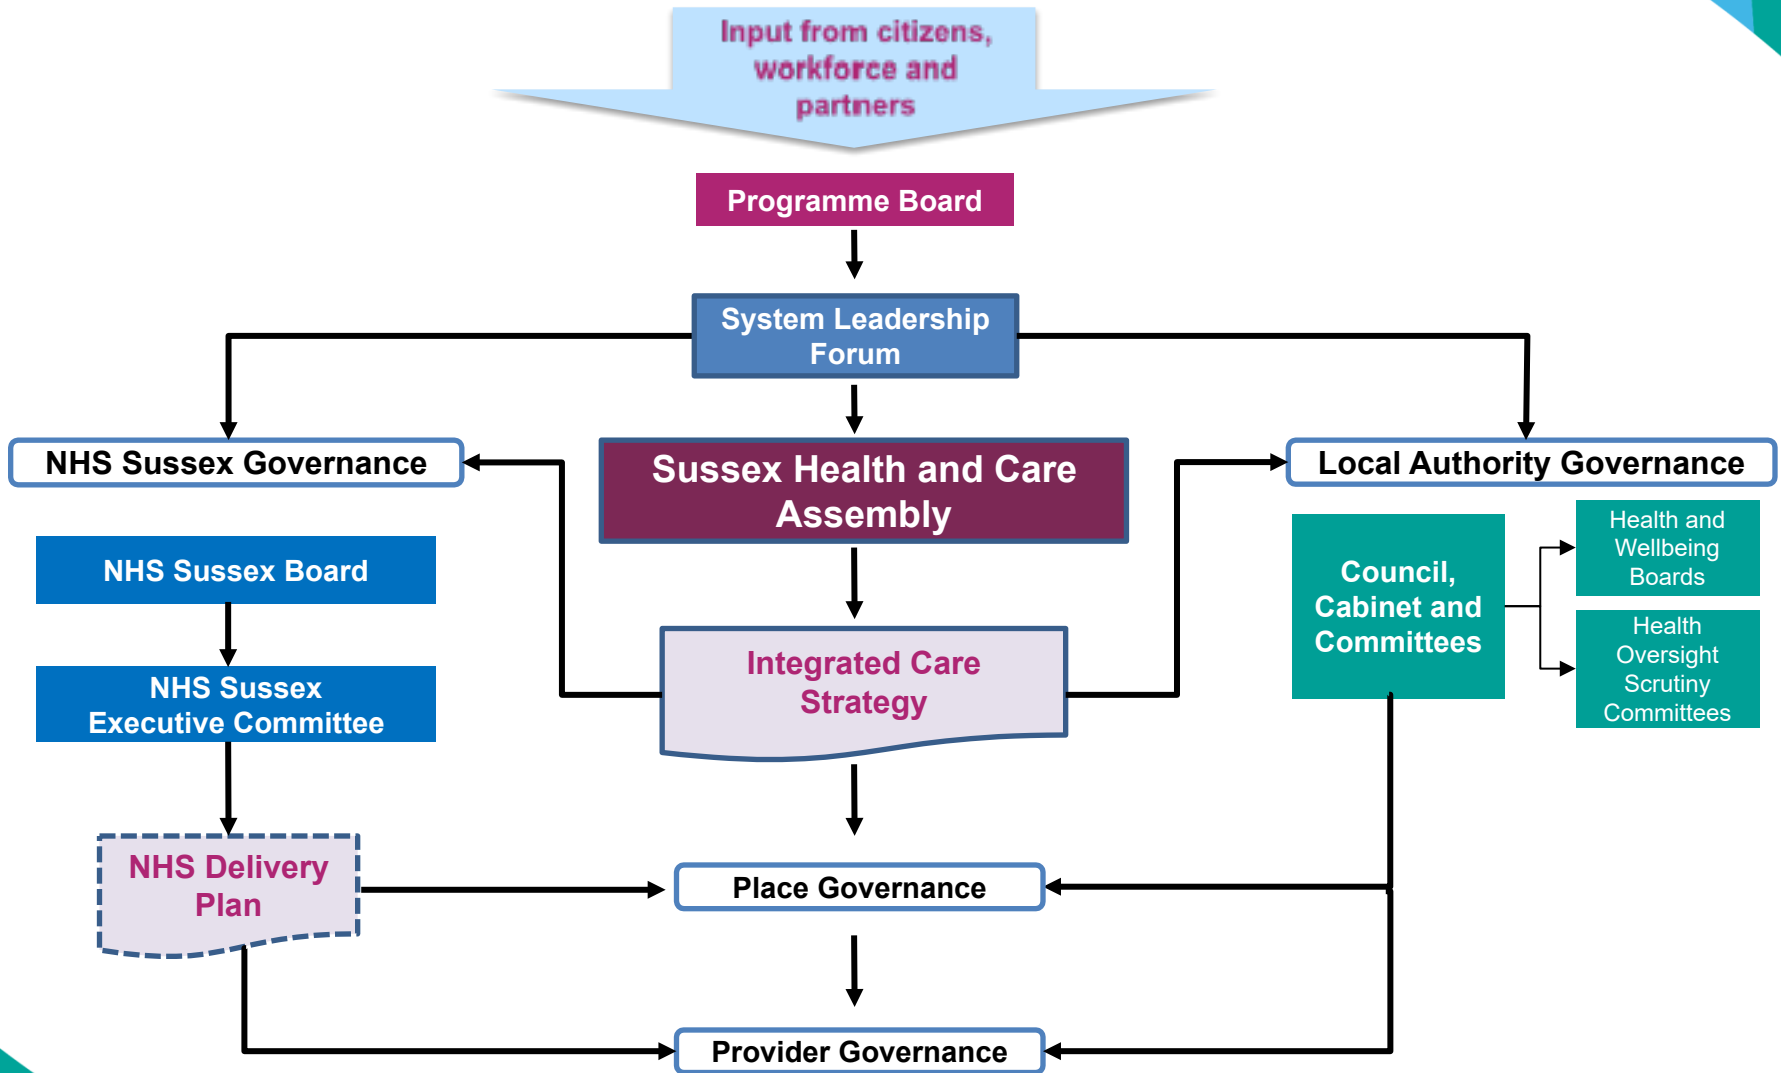 Input from citizens,
workforce and
partners
Programme Board
System Leadership
Forum
NHS Sussex Governance
Sussex Health and Care
Assembly
Local Authority Governance
NHS Sussex Board
NHS Sussex
Executive Committee
Integrated Care
Strategy
Council,
Cabinet and
Committees
Health and
Wellbeing
Boards
Health
Oversight
Scrutiny
Committees
NHS Delivery
Plan
Place Governance
Provider Governance